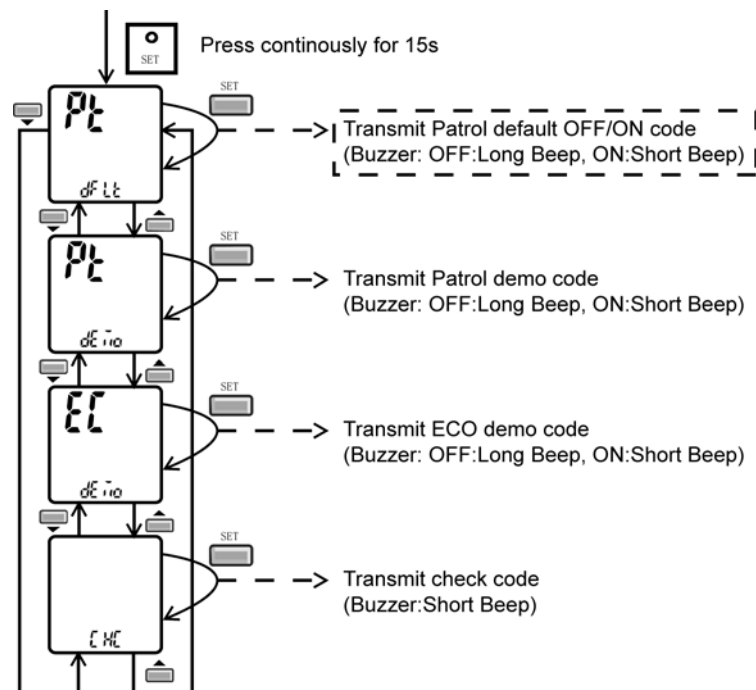 SET
Press continously for 15s
SET
Pt
Transmit Patrol default OFF/ON code
(Buzzer: OFF:Long Beep, ON:Short Beep)
dFLt
SET
Pt
Transmit Patrol demo code
(Buzzer: OFF:Long Beep, ON:Short Beep)
dEmo
SET
EC
Transmit ECO demo code
(Buzzer: OFF:Long Beep, ON:Short Beep)
dEmo
SET
Transmit check code
(Buzzer:Short Beep)
CHC